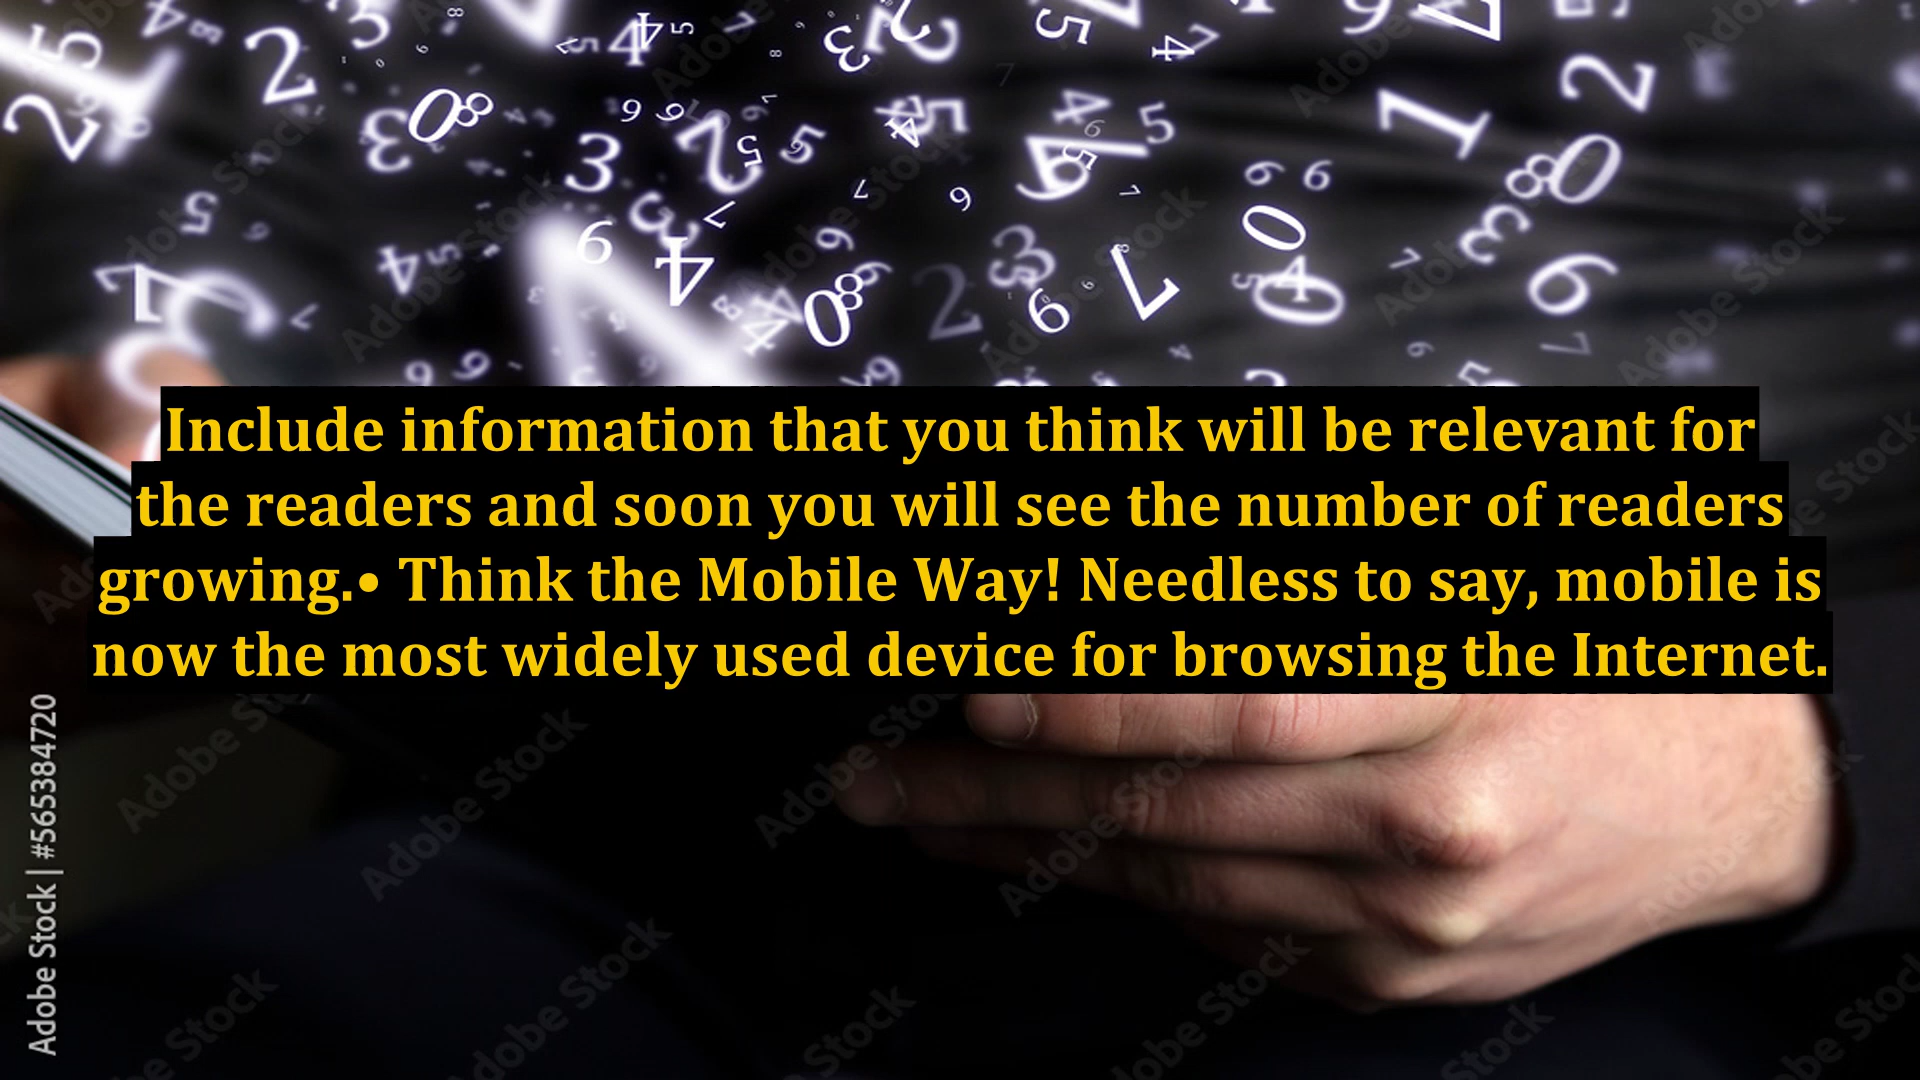 Include information that you think will be relevant for
the readers and soon you will see the number of readers
growing.• Think the Mobile Way! Needless to say, mobile is
now the most widely used device for browsing the Internet.
Adobe Stock | #565384720